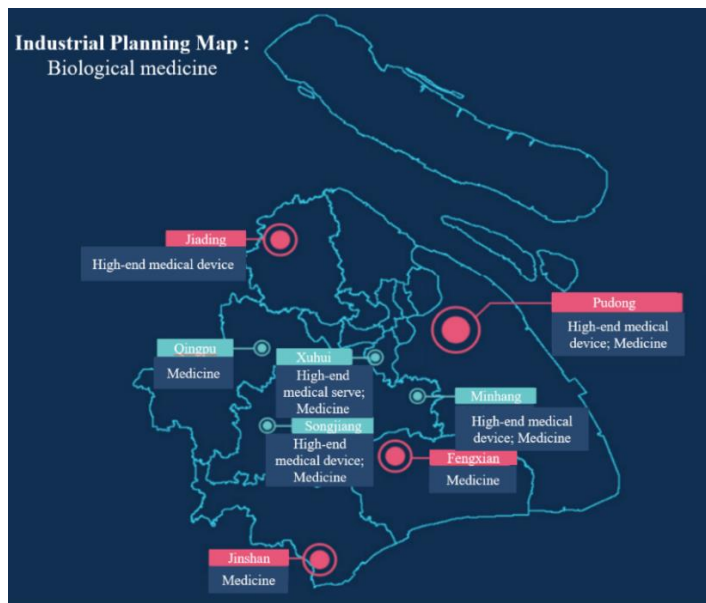 Industrial Planning Map :
Biological medicine
Jiading
High-end medical device
Pudong
High-end medical
device; Medicine
Qingpu
Medicine
Xuhui
High-end
medical serve;
Medicine
Minhang
High-end medical
device; Medicine
Songjiang
High-end
medical device;
Medicine
Fengxian
Medicine
Jinshan
Medicine